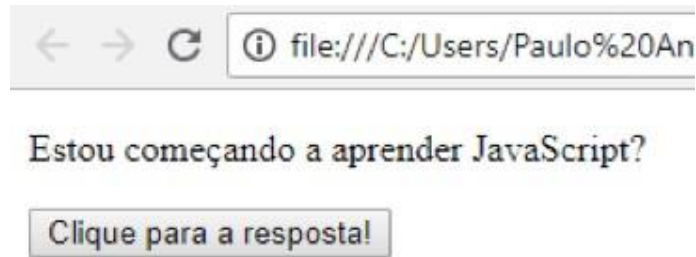 file:///C:/Users/Paulo%20An
Estou começando a aprender JavaScript?
Clique para a resposta!